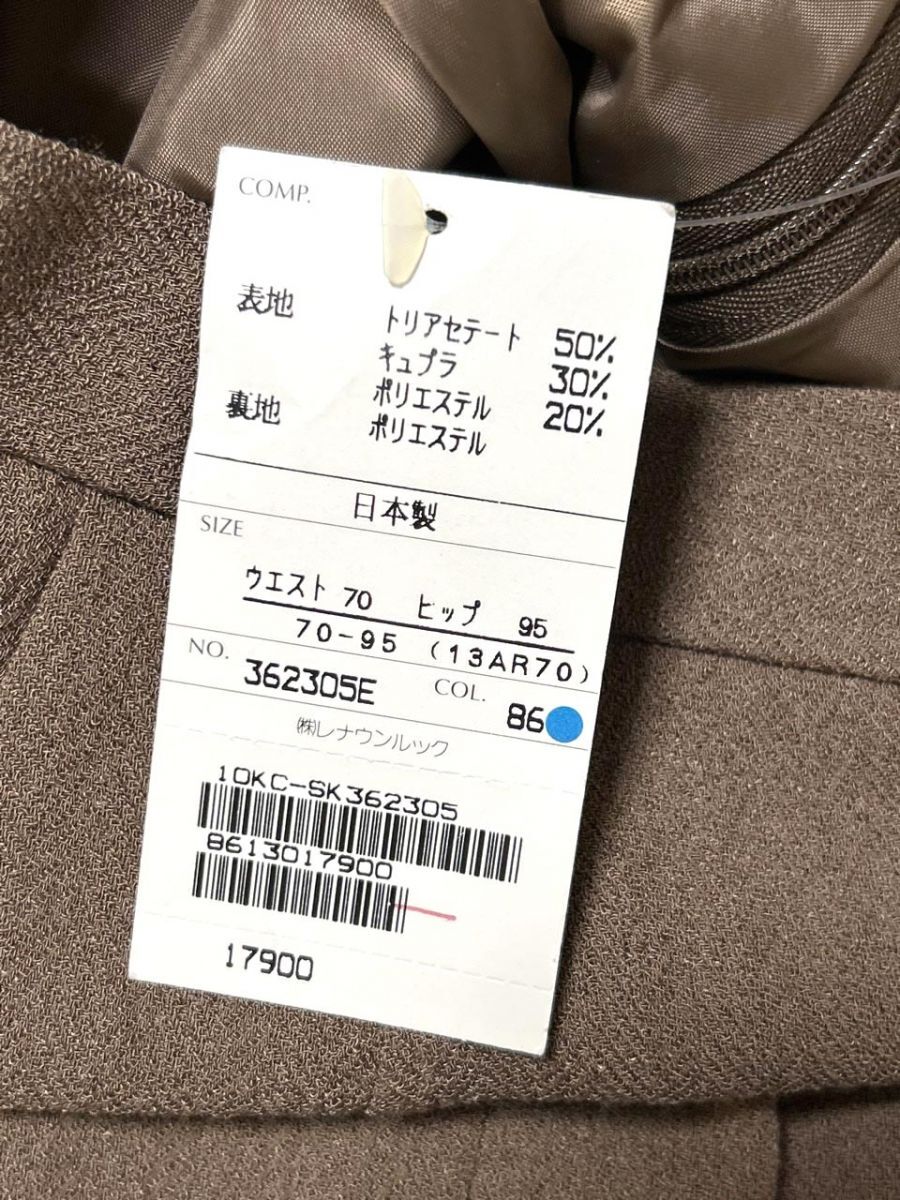 COMP.
表地 トリアセテート 50%
キュプラ 30%
ポリエステル 20%
裏地 ポリエステル
日本製
SIZE
ウエスト 70 ヒップ 95
70-95 (13AR70)
NO. 362305E COL. 86
㈱レナウンルック
10KC-SK362305
8613017900
17900